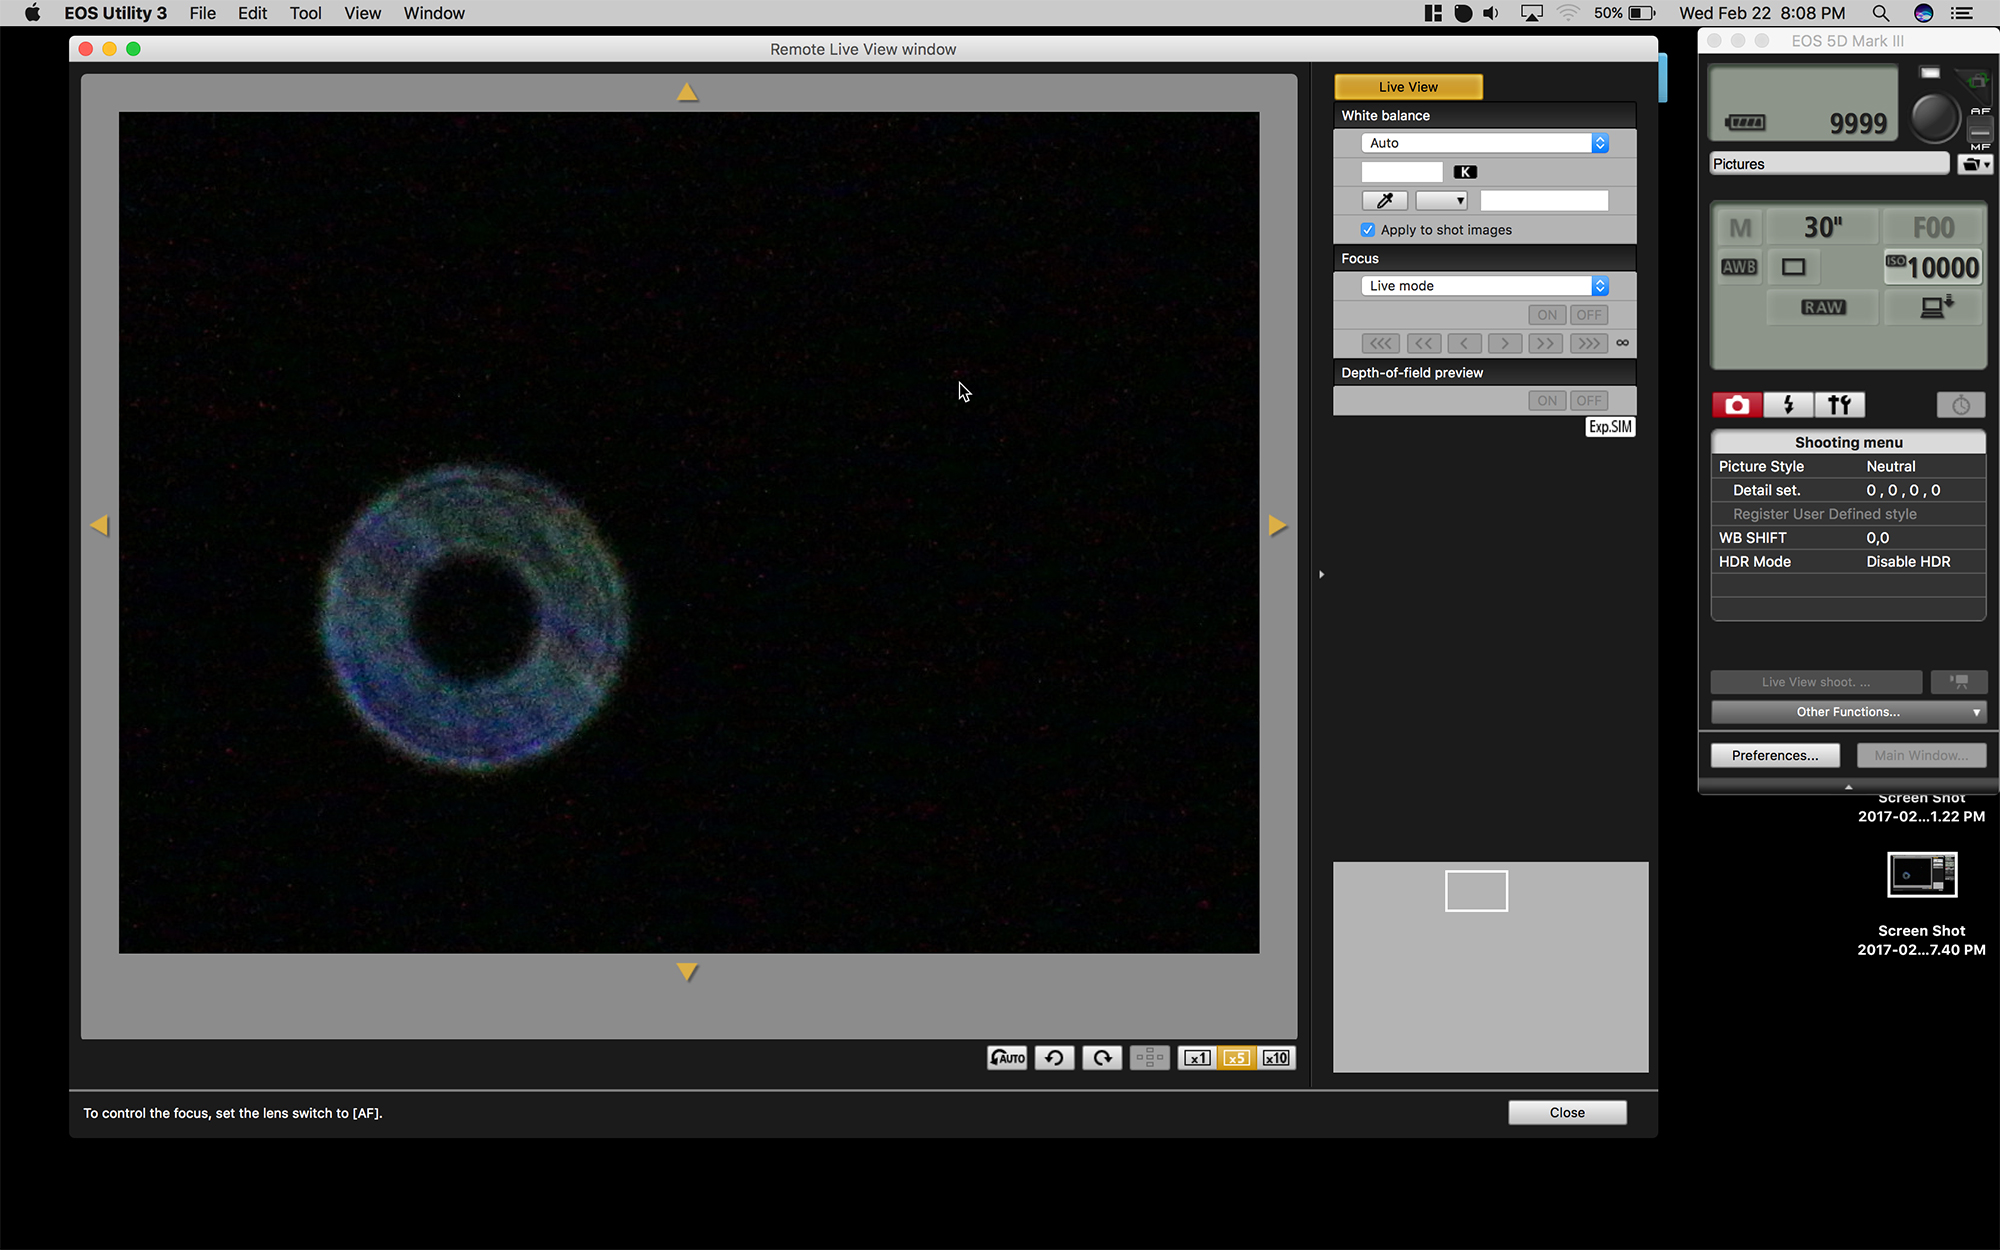 EOS Utility 3 File Edit Tool View Window 50% Wed Feb 22 8:08 PM
Remote Live View window
Live View
White balance
Auto
K
Apply to shot images
Focus
Live mode
ON OFF
<<< << < > >> >>> ∞
Depth-of-field preview
ON OFF
Exp.SIM
AUTO x1 x5 x10
To control the focus, set the lens switch to [AF].
Close
EOS 5D Mark III
9999
AF
MF
Pictures
M 30" F00
AWB ISO 10000
RAW
Shooting menu
Picture Style Neutral
Detail set. 0 , 0 , 0 , 0
Register User Defined style
WB SHIFT 0,0
HDR Mode Disable HDR
Live View shoot. ...
Other Functions...
Preferences... Main Window...
Screen Shot
2017-02...1.22 PM
Screen Shot
2017-02...7.40 PM